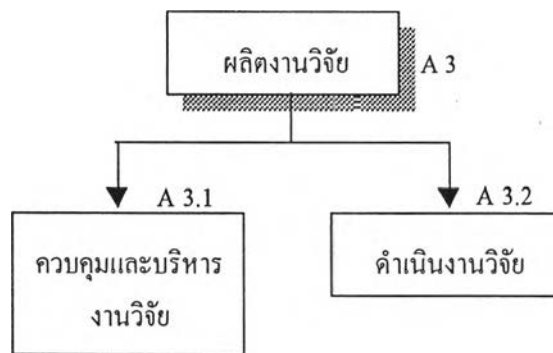 ผลิตงานวิจัย
A 3
A 3.1
A 3.2
ควบคุมและบริหาร
งานวิจัย
ดำเนินงานวิจัย